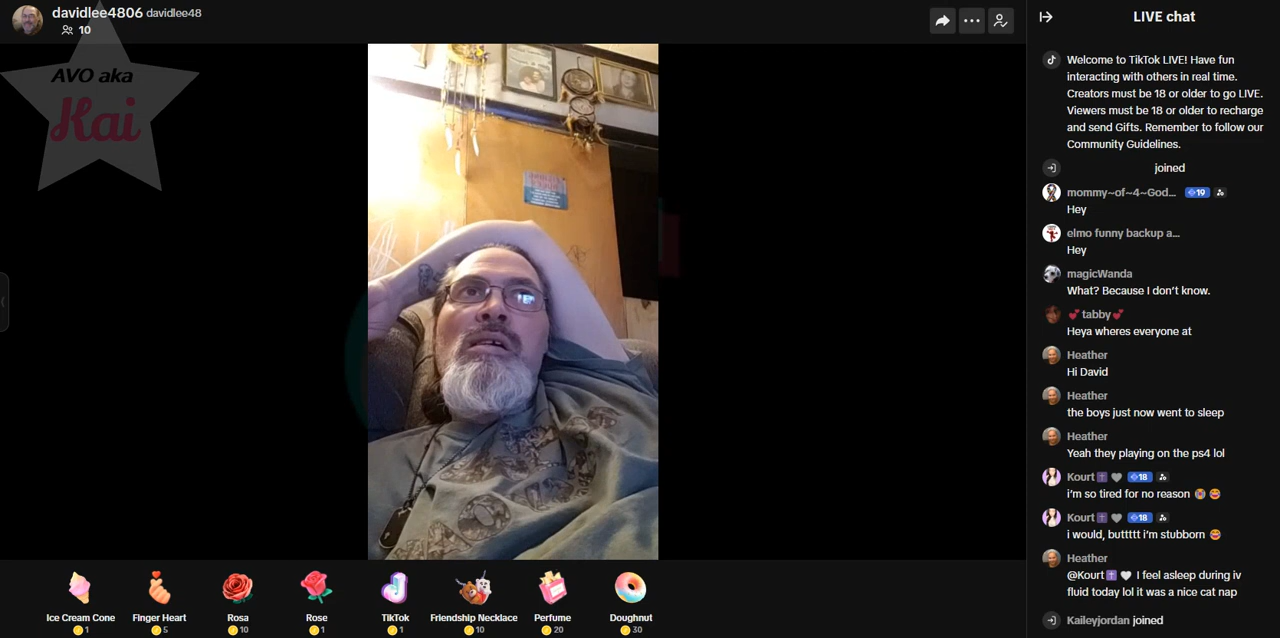 davidlee4806 davidlee48
10
AVO aka
Kai
LIVE chat
Welcome to TikTok LIVE! Have fun
interacting with others in real time.
Creators must be 18 or older to go LIVE.
Viewers must be 18 or older to recharge
and send Gifts. Remember to follow our
Community Guidelines.
joined
mommy~of~4~God... 19
Hey
elmo funny backup a...
Hey
magicWanda
What? Because I don't know.
💕 tabby💕
Heya wheres everyone at
Heather
Hi David
Heather
the boys just now went to sleep
Heather
Yeah they playing on the ps4 lol
Kourt✝️🤍 18
i'm so tired for no reason 😭 😂
Kourt✝️🤍 18
i would, buttttt i'm stubborn 😂
Heather
@Kourt✝️🤍 I feel asleep during iv
fluid today lol it was a nice cat nap
Kaileyjordan joined
Ice Cream Cone
1
Finger Heart
5
Rosa
10
Rose
1
TikTok
1
Friendship Necklace
10
Perfume
20
Doughnut
30